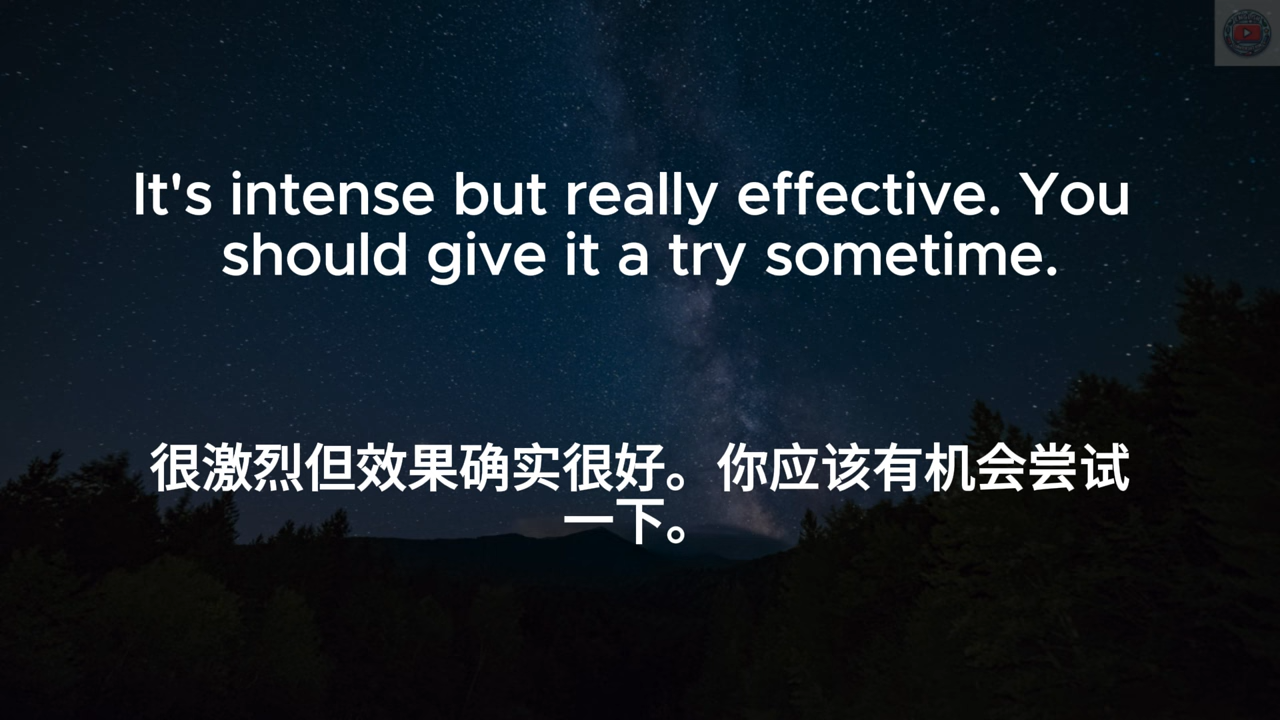 It's intense but really effective. You
should give it a try sometime.
很激烈但效果确实很好。你应该有机会尝试
一下。